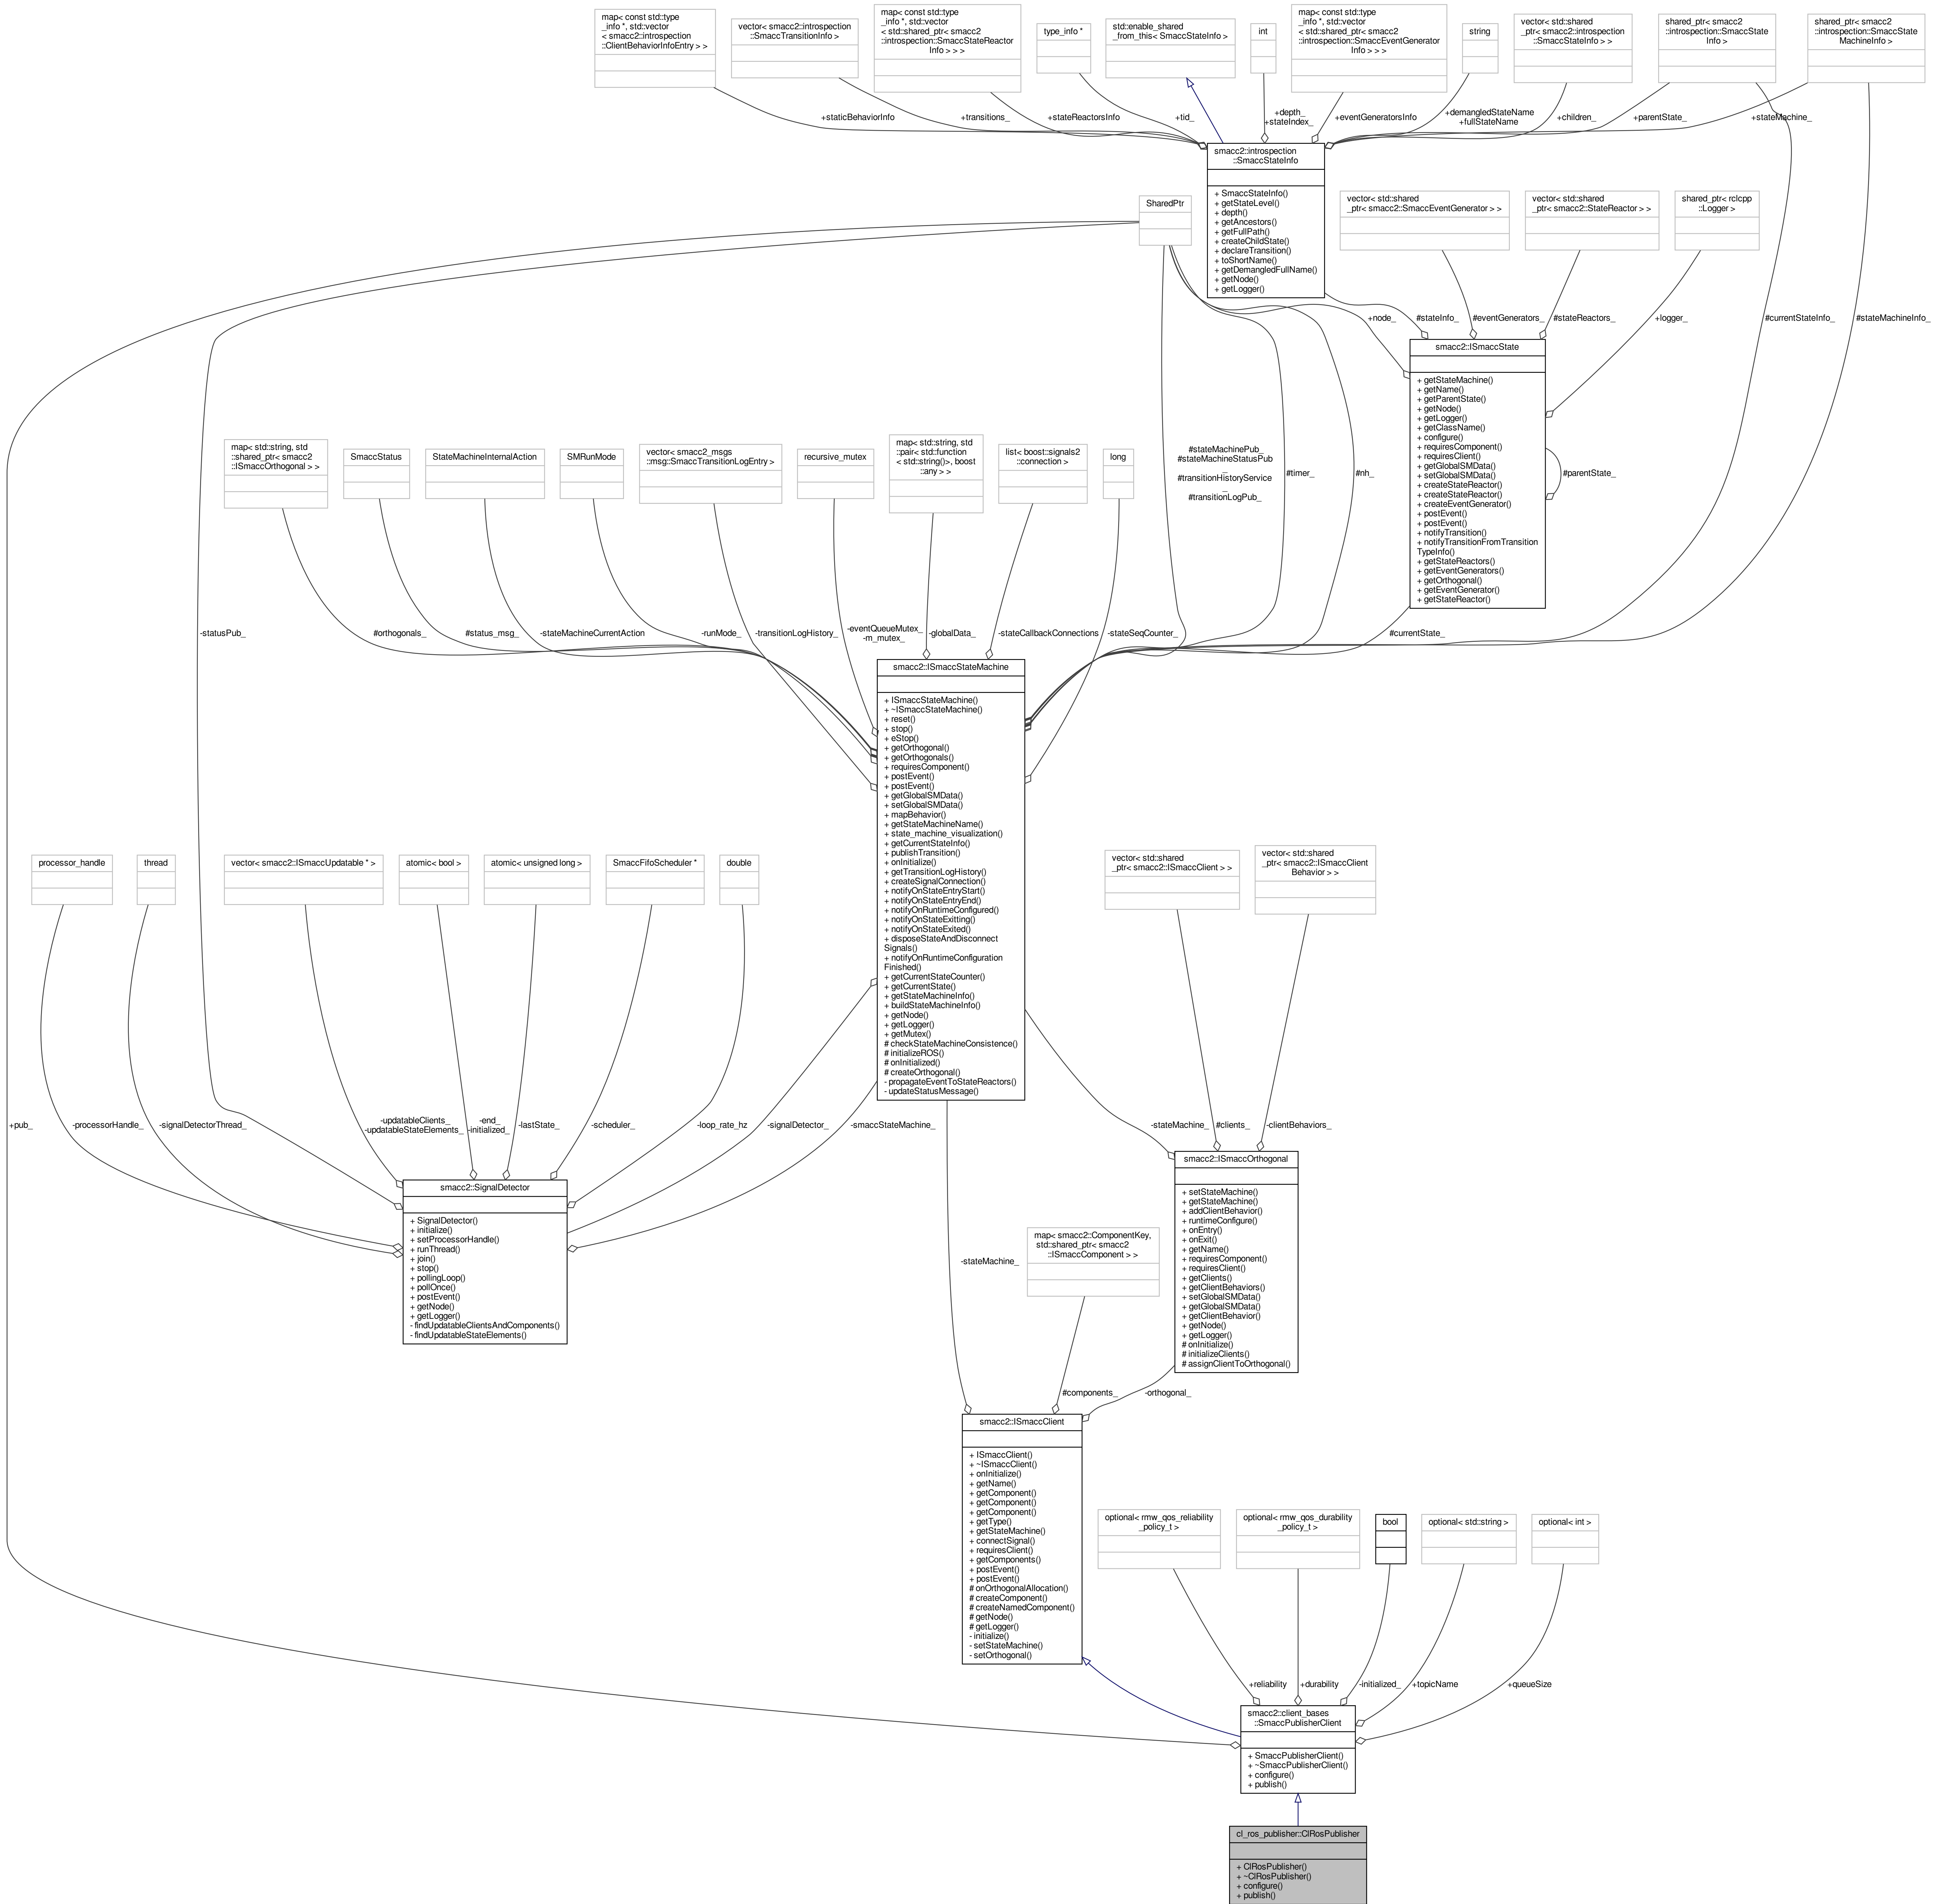 map< const std::type
_info *, std::vector
< smacc2::introspection
::ClientBehaviorInfoEntry > >
vector< smacc2::introspection
::SmaccTransitionInfo >
map< const std::type
_info *, std::vector
< std::shared_ptr< smacc2
::introspection::SmaccStateReactor
Info > > >
type_info *
std::enable_shared
_from_this< SmaccStateInfo >
int
map< const std::type
_info *, std::vector
< std::shared_ptr< smacc2
::introspection::SmaccEventGenerator
Info > > >
string
vector< std::shared
_ptr< smacc2::introspection
::SmaccStateInfo > >
shared_ptr< smacc2
::introspection::SmaccState
Info >
shared_ptr< smacc2
::introspection::SmaccState
MachineInfo >
+staticBehaviorInfo
+transitions_
+stateReactorsInfo
+tid_
+depth_
+stateIndex_
+eventGeneratorsInfo
+demangledStateName
+fullStateName
+children_
+parentState_
+stateMachine_
smacc2::introspection
::SmaccStateInfo
+ SmaccStateInfo()
+ getStateLevel()
+ depth()
+ getAncestors()
+ getFullPath()
+ createChildState()
+ declareTransition()
+ toShortName()
+ getDemangledFullName()
+ getNode()
+ getLogger()
SharedPtr
vector< std::shared
_ptr< smacc2::SmaccEventGenerator > >
vector< std::shared
_ptr< smacc2::StateReactor > >
shared_ptr< rclcpp
::Logger >
+node_
#stateInfo_
#eventGenerators_
#stateReactors_
+logger_
#currentStateInfo_
#stateMachineInfo_
smacc2::ISmaccState
+ getStateMachine()
+ getName()
+ getParentState()
+ getNode()
+ getLogger()
+ getClassName()
+ configure()
+ requiresComponent()
+ requiresClient()
+ getGlobalSMData()
+ setGlobalSMData()
+ createStateReactor()
+ createStateReactor()
+ createEventGenerator()
+ postEvent()
+ postEvent()
+ notifyTransition()
+ notifyTransitionFromTransition
TypeInfo()
+ getStateReactors()
+ getEventGenerators()
+ getOrthogonal()
+ getEventGenerator()
+ getStateReactor()
#parentState_
map< std::string, std
::shared_ptr< smacc2
::ISmaccOrthogonal > >
SmaccStatus
StateMachineInternalAction
SMRunMode
vector< smacc2_msgs
::msg::SmaccTransitionLogEntry >
recursive_mutex
map< std::string, std
::pair< std::function
< std::string()>, boost
::any > >
list< boost::signals2
::connection >
long
#stateMachinePub_
#stateMachineStatusPub
_
#transitionHistoryService
_
#transitionLogPub_
#timer_
#nh_
-statusPub_
#orthogonals_
#status_msg_
-stateMachineCurrentAction
-runMode_
-transitionLogHistory_
-eventQueueMutex_
-m_mutex_
-globalData_
-stateCallbackConnections
-stateSeqCounter_
#currentState_
smacc2::ISmaccStateMachine
+ ISmaccStateMachine()
+ ~ISmaccStateMachine()
+ reset()
+ stop()
+ eStop()
+ getOrthogonal()
+ getOrthogonals()
+ requiresComponent()
+ postEvent()
+ postEvent()
+ getGlobalSMData()
+ setGlobalSMData()
+ mapBehavior()
+ getStateMachineName()
+ state_machine_visualization()
+ getCurrentStateInfo()
+ publishTransition()
+ onInitialize()
+ getTransitionLogHistory()
+ createSignalConnection()
+ notifyOnStateEntryStart()
+ notifyOnStateEntryEnd()
+ notifyOnRuntimeConfigured()
+ notifyOnStateExitting()
+ notifyOnStateExited()
+ disposeStateAndDisconnect
Signals()
+ notifyOnRuntimeConfiguration
Finished()
+ getCurrentStateCounter()
+ getCurrentState()
+ getStateMachineInfo()
+ buildStateMachineInfo()
+ getNode()
+ getLogger()
+ getMutex()
# checkStateMachineConsistence()
# initializeROS()
# onInitialized()
# createOrthogonal()
- propagateEventToStateReactors()
- updateStatusMessage()
processor_handle
thread
vector< smacc2::ISmaccUpdatable * >
atomic< bool >
atomic< unsigned long >
SmaccFifoScheduler *
double
vector< std::shared
_ptr< smacc2::ISmaccClient > >
vector< std::shared
_ptr< smacc2::ISmaccClient
Behavior > >
+pub_
-processorHandle_
-signalDetectorThread_
-updatableClients_
-updatableStateElements_
-end_
-initialized_
-lastState_
-scheduler_
-loop_rate_hz
-signalDetector_
-smaccStateMachine_
-stateMachine_
#clients_
-clientBehaviors_
smacc2::SignalDetector
+ SignalDetector()
+ initialize()
+ setProcessorHandle()
+ runThread()
+ join()
+ stop()
+ pollingLoop()
+ pollOnce()
+ postEvent()
+ getNode()
+ getLogger()
- findUpdatableClientsAndComponents()
- findUpdatableStateElements()
smacc2::ISmaccOrthogonal
+ setStateMachine()
+ getStateMachine()
+ addClientBehavior()
+ runtimeConfigure()
+ onEntry()
+ onExit()
+ getName()
+ requiresComponent()
+ requiresClient()
+ getClients()
+ getClientBehaviors()
+ setGlobalSMData()
+ getGlobalSMData()
+ getClientBehavior()
+ getNode()
+ getLogger()
# onInitialize()
# initializeClients()
# assignClientToOrthogonal()
-stateMachine_
map< smacc2::ComponentKey,
std::shared_ptr< smacc2
::ISmaccComponent > >
#components_
-orthogonal_
smacc2::ISmaccClient
+ ISmaccClient()
+ ~ISmaccClient()
+ onInitialize()
+ getName()
+ getComponent()
+ getComponent()
+ getComponent()
+ getType()
+ getStateMachine()
+ connectSignal()
+ requiresClient()
+ getComponents()
+ postEvent()
+ postEvent()
# onOrthogonalAllocation()
# createComponent()
# createNamedComponent()
# getNode()
# getLogger()
- initialize()
- setStateMachine()
- setOrthogonal()
optional< rmw_qos_reliability
_policy_t >
optional< rmw_qos_durability
_policy_t >
bool
optional< std::string >
optional< int >
+reliability
+durability
-initialized_
+topicName
+queueSize
smacc2::client_bases
::SmaccPublisherClient
+ SmaccPublisherClient()
+ ~SmaccPublisherClient()
+ configure()
+ publish()
cl_ros_publisher::ClRosPublisher
+ ClRosPublisher()
+ ~ClRosPublisher()
+ configure()
+ publish()